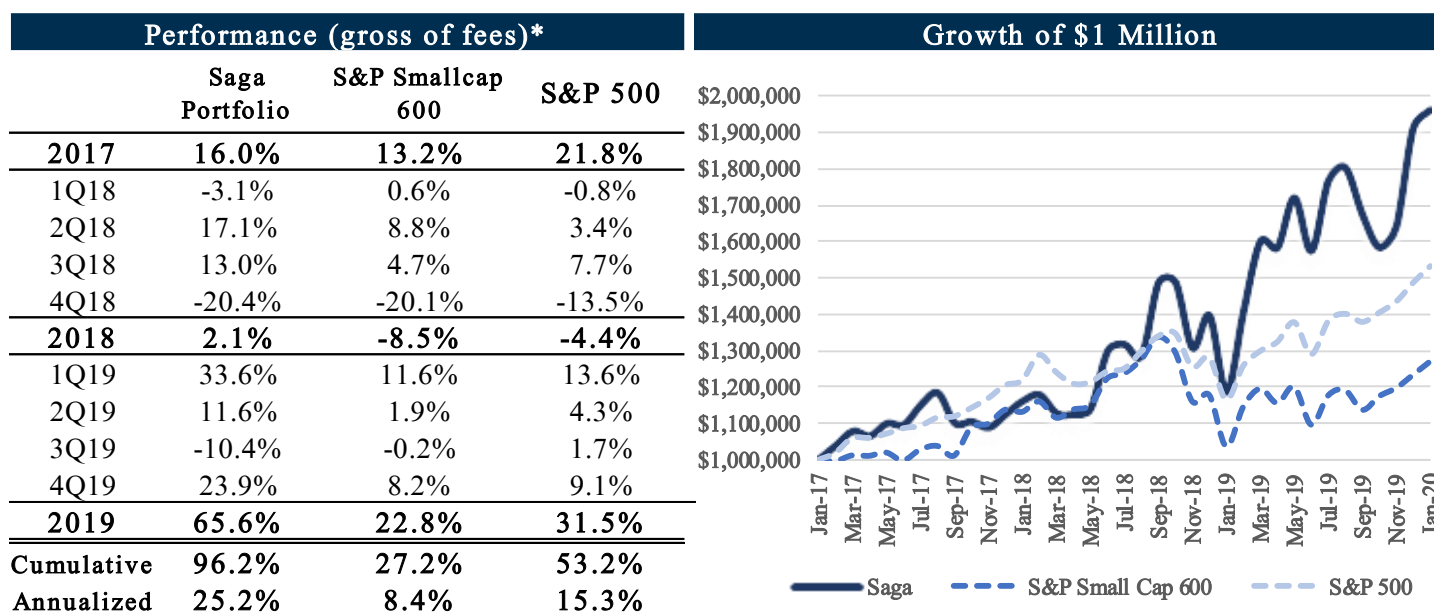 Performance (gross of fees)*
Saga Portfolio S&P Smallcap 600 S&P 500
2017 16.0% 13.2% 21.8%
1Q18 -3.1% 0.6% -0.8%
2Q18 17.1% 8.8% 3.4%
3Q18 13.0% 4.7% 7.7%
4Q18 -20.4% -20.1% -13.5%
2018 2.1% -8.5% -4.4%
1Q19 33.6% 11.6% 13.6%
2Q19 11.6% 1.9% 4.3%
3Q19 -10.4% -0.2% 1.7%
4Q19 23.9% 8.2% 9.1%
2019 65.6% 22.8% 31.5%
Cumulative 96.2% 27.2% 53.2%
Annualized 25.2% 8.4% 15.3%
Growth of $1 Million
$2,000,000
$1,900,000
$1,800,000
$1,700,000
$1,600,000
$1,500,000
$1,400,000
$1,300,000
$1,200,000
$1,100,000
$1,000,000
Jan-17
Mar-17
May-17
Jul-17
Sep-17
Nov-17
Jan-18
Mar-18
May-18
Jul-18
Sep-18
Nov-18
Jan-19
Mar-19
May-19
Jul-19
Sep-19
Nov-19
Jan-20
Saga S&P Small Cap 600 S&P 500